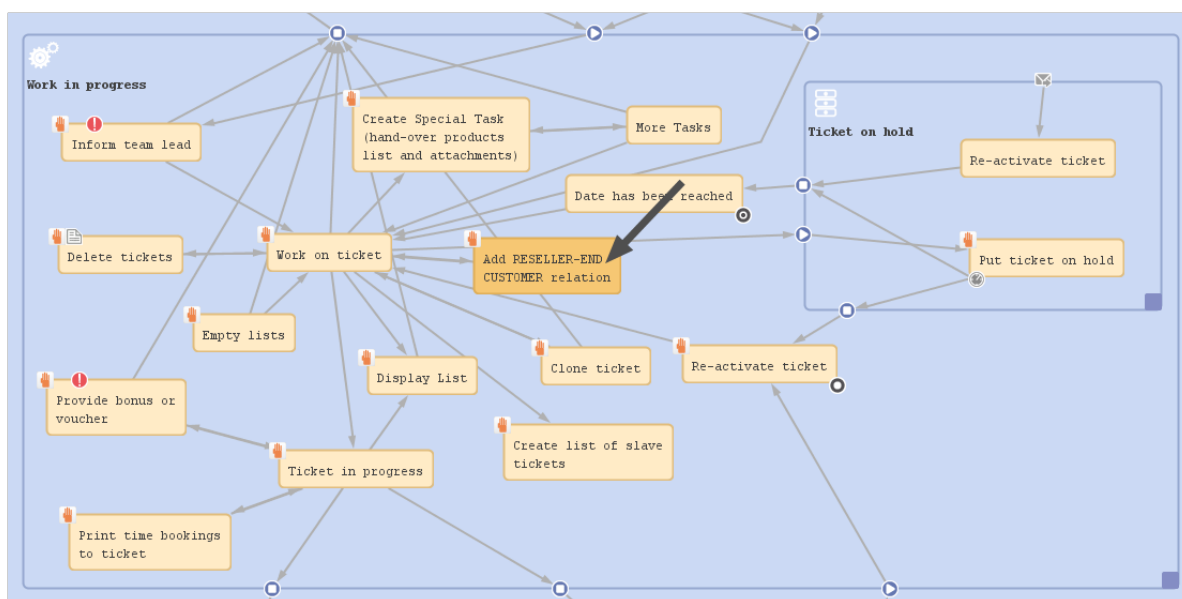 Work in progress
Inform team lead
Create Special Task
(hand-over products
list and attachments)
More Tasks
Ticket on hold
Re-activate ticket
Date has been reached
Delete tickets
Work on ticket
Add RESELLER-END
CUSTOMER relation
Put ticket on hold
Empty lists
Display List
Clone ticket
Re-activate ticket
Provide bonus or
voucher
Create list of slave
tickets
Ticket in progress
Print time bookings
to ticket